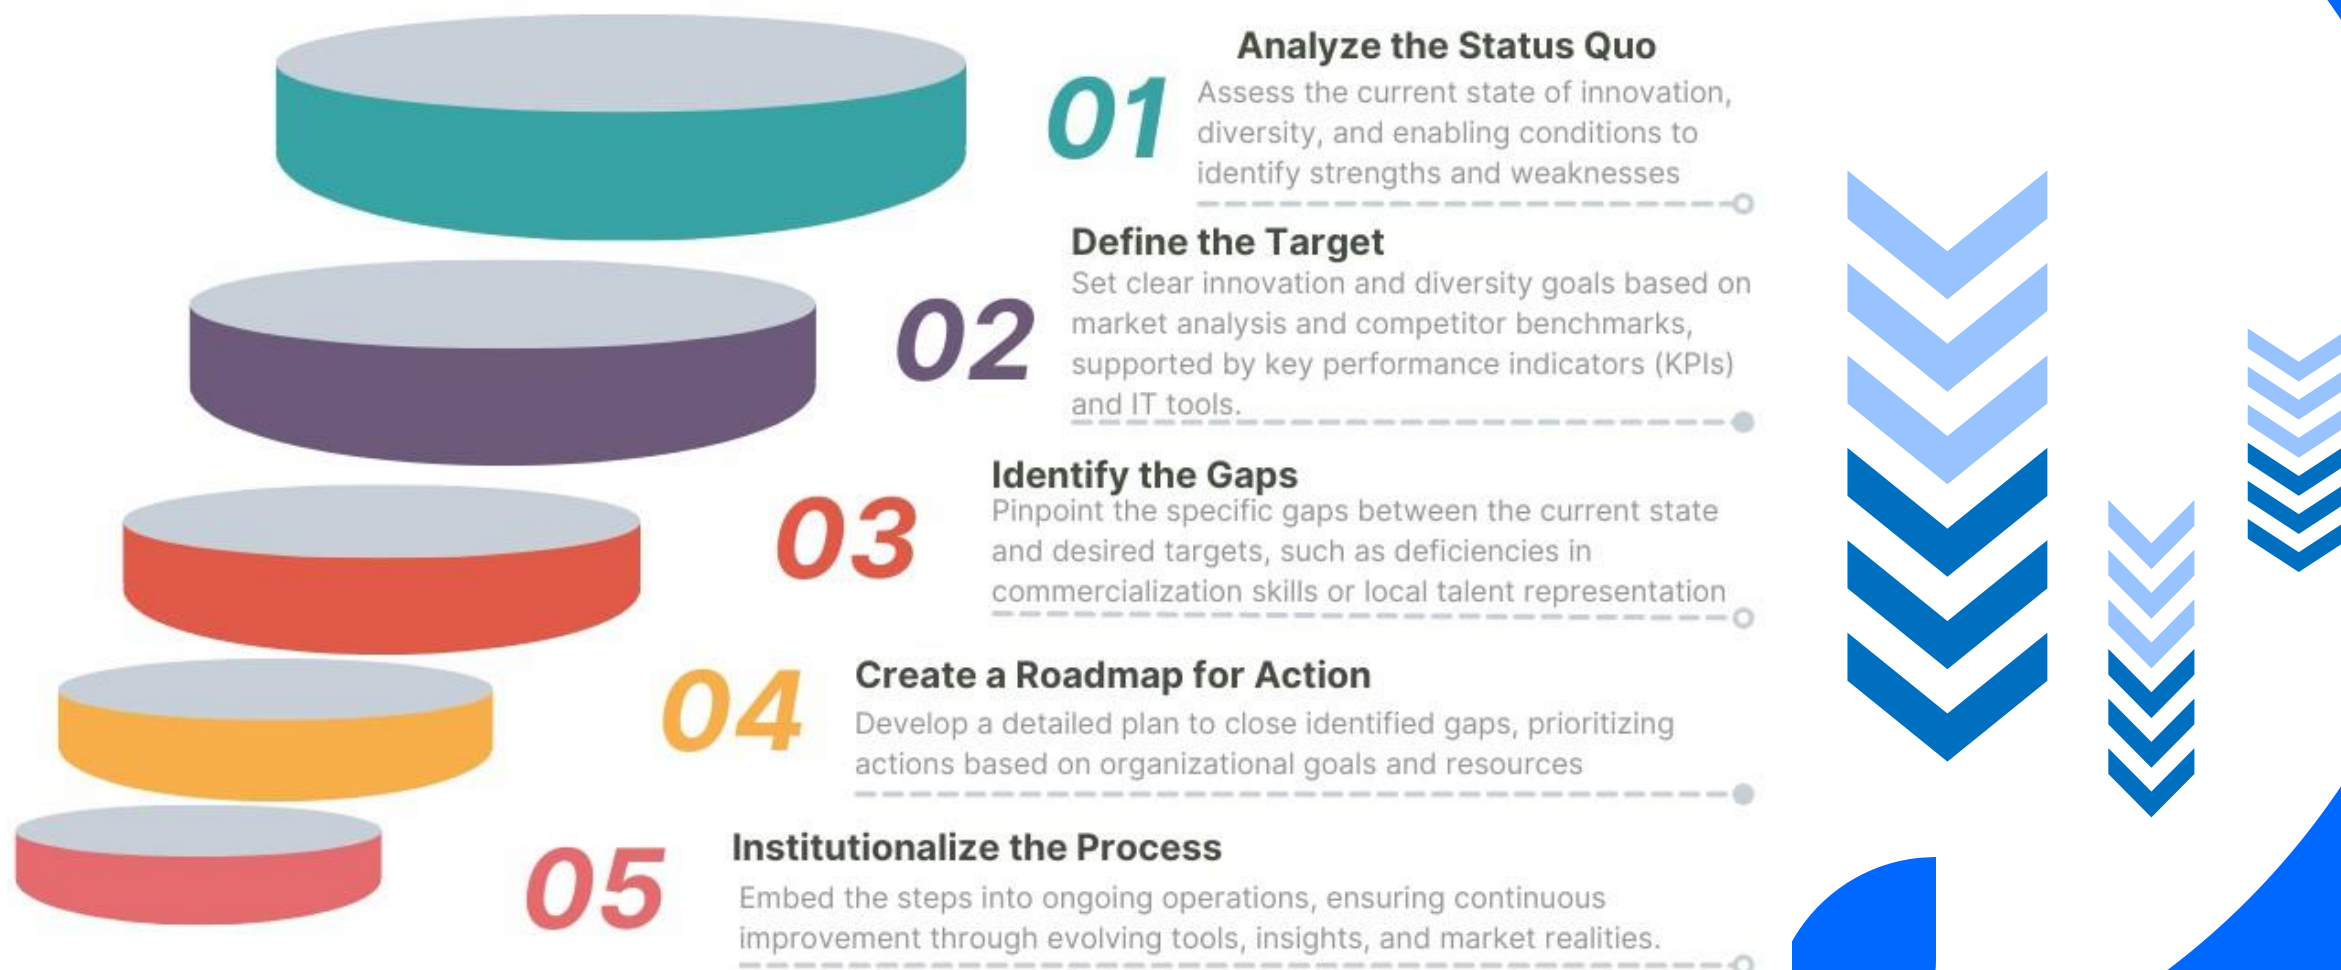 Analyze the Status Quo
01
Assess the current state of innovation,
diversity, and enabling conditions to
identify strengths and weaknesses
Define the Target
02
Set clear innovation and diversity goals based on
market analysis and competitor benchmarks,
supported by key performance indicators (KPIs)
and IT tools.
Identify the Gaps
03
Pinpoint the specific gaps between the current state
and desired targets, such as deficiencies in
commercialization skills or local talent representation
Create a Roadmap for Action
04
Develop a detailed plan to close identified gaps, prioritizing
actions based on organizational goals and resources
Institutionalize the Process
05
Embed the steps into ongoing operations, ensuring continuous
improvement through evolving tools, insights, and market realities.